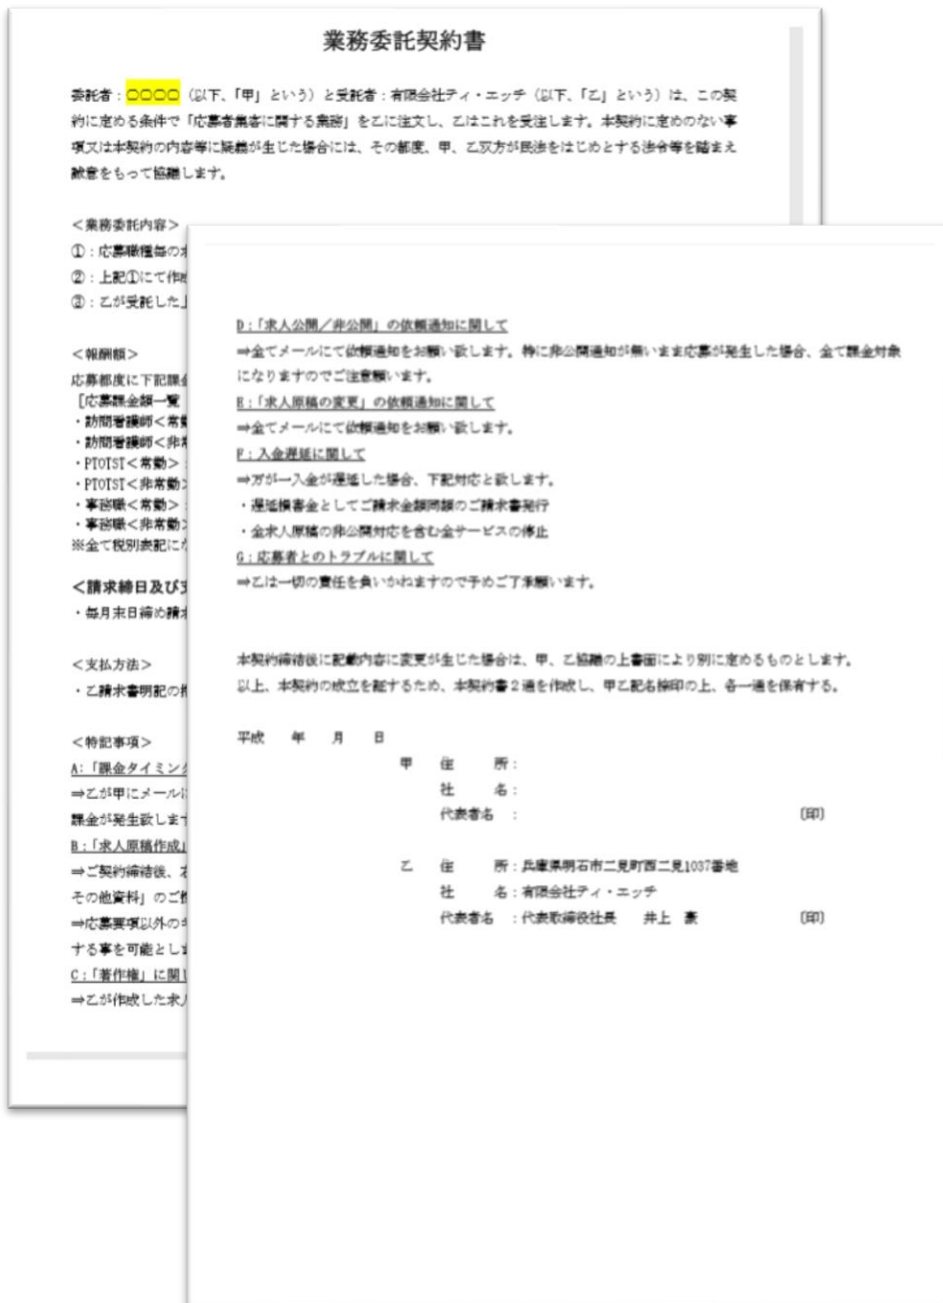 業務委託契約書
委託者：〇〇〇〇（以下、「甲」という）と受託者：有限会社ティ・エッチ（以下、「乙」という）は、この契
約に定める条件で「応募者集客に関する業務」を乙に注文し、乙はこれを受注します。本契約に定めのない事
項又は本契約の内容等に疑義が生じた場合には、その都度、甲、乙双方が民法をはじめとする法令等を踏まえ
誠意をもって協議します。
＜業務委託内容＞
①：応募職種毎の
②：上記①にて作成
③：乙が受託した上
＜報酬額＞
応募都度に下記課金
［応募課金額一覧
・訪問看護師＜常勤
・訪問看護師＜非常
・PTOTST＜常勤＞：
・PTOTST＜非常勤＞
・事務職＜常勤＞：
・事務職＜非常勤＞
※全て税別表記にな
＜請求締日及び支
・毎月末日締め請求
＜支払方法＞
・乙請求書明記の
＜特記事項＞
A:「課金タイミング
⇒乙が甲にメールに
課金が発生致します
B:「求人原稿作成」
⇒ご契約締結後、
その他資料」のご
⇒応募要項以外の
する事を可能としま
C:「著作権」に関し
⇒乙が作成した求人
D:「求人公開／非公開」の依頼通知に関して
⇒全てメールにて依頼通知をお願い致します。特に非公開通知が無いまま応募が発生した場合、全て課金対象
になりますのでご注意願います。
E:「求人原稿の変更」の依頼通知に関して
⇒全てメールにて依頼通知をお願い致します。
F:入金遅延に関して
⇒万が一入金が遅延した場合、下記対応と致します。
・遅延損害金としてご請求金額同額のご請求書発行
・全求人原稿の非公開対応を含む全サービスの停止
G:応募者とのトラブルに関して
⇒乙は一切の責任を負いかねますので予めご了承願います。
本契約締結後に記載内容に変更が生じた場合は、甲、乙協議の上書面により別に定めるものとします。
以上、本契約の成立を証するため、本契約書２通を作成し、甲乙記名捺印の上、各一通を保有する。
平成　年　月　日
甲　住　　所：
社　　名：
代表者名　：　［印］
乙　住　　所：兵庫県明石市二見町西二見1037番地
社　　名：有限会社ティ・エッチ
代表者名　：代表取締役社長　井上　豪　［印］